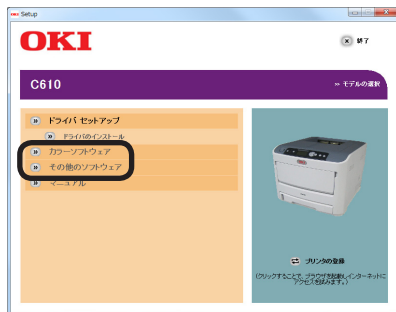 Setup
OKI
終了
C610
モデルの選択
ドライバ セットアップ
ドライバのインストール
カラーソフトウェア
その他のソフトウェア
マニュアル
プリンタの登録
(クリックすることで、ブラウザを起動しインターネットに
アクセスを試みます。)